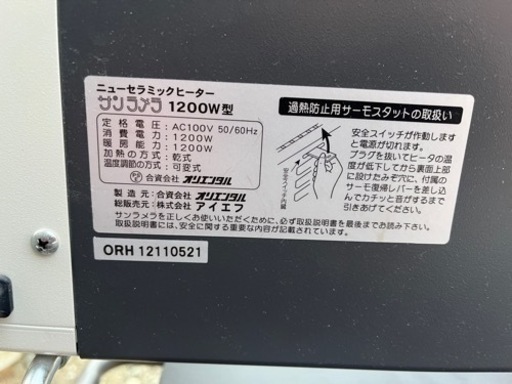 ニューセラミックヒーター
サンラメラ 1200W型
定格電圧：AC100V 50/60Hz
消費電力：1200W
暖房能力：1200W
加熱の方式：乾式
温度調節の方式：可変式
合資会社 オリエンタル
製造元：合資会社 オリエンタル
総販売元：株式会社 アイエフ
過熱防止用サーモスタットの取扱い
安全スイッチ内蔵
安全スイッチが作動します
と電源が切れます。
プラグを抜いてヒータの温
度が低下してから裏面上部
に設けたみぞ穴に、付属の
サーモ復帰レバーを差し込
んでカチッと音がするまで
引きあげてください。
サンラメラを正しくお使いいただくために、必ず取扱説明書を最後までお読みください。
取扱説明書には、安全に関する重要な内容が記載されています。
ORH 12110521